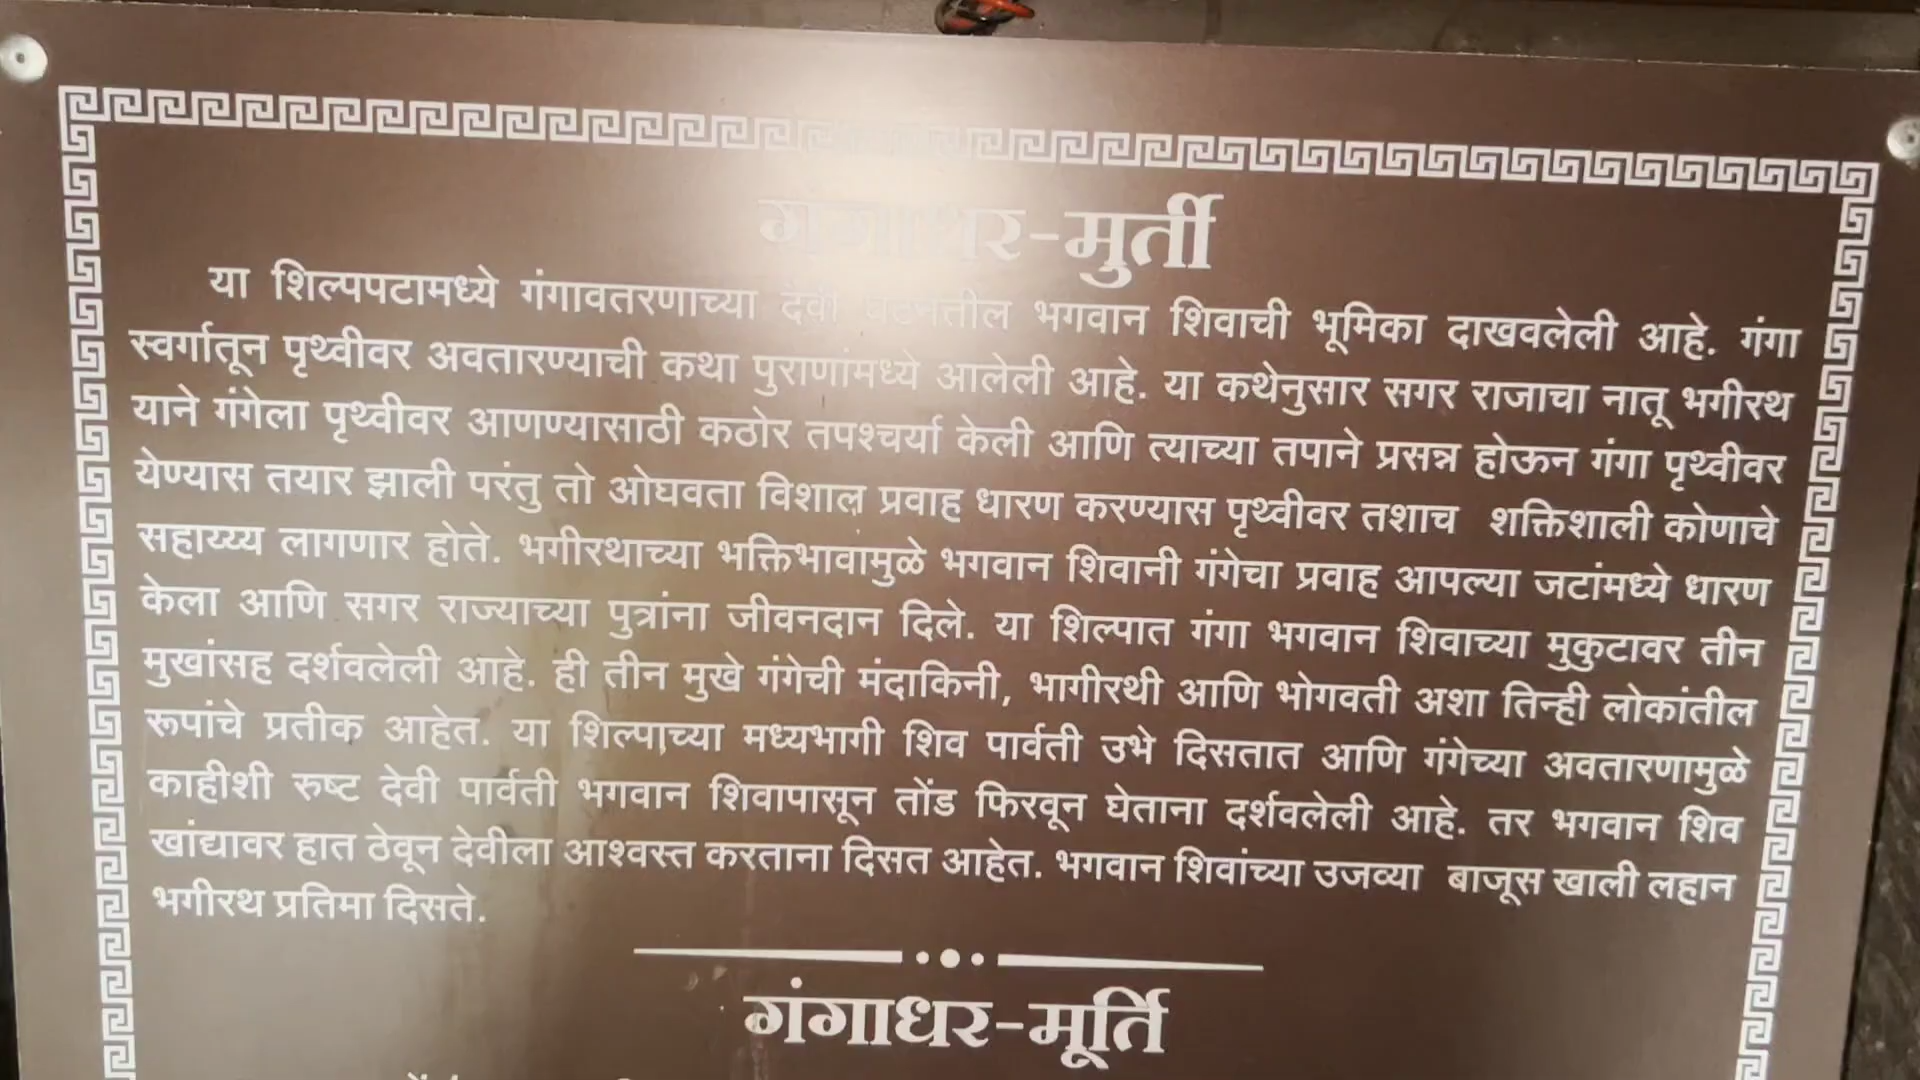 गंगाधर-मुर्ती
या शिल्पपटामध्ये गंगावतरणाच्या दैवी घटनेतील भगवान शिवाची भूमिका दाखवलेली आहे. गंगा
स्वर्गातून पृथ्वीवर अवतारण्याची कथा पुराणांमध्ये आलेली आहे. या कथेनुसार सगर राजाचा नातू भगीरथ
याने गंगेला पृथ्वीवर आणण्यासाठी कठोर तपश्चर्या केली आणि त्याच्या तपाने प्रसन्न होऊन गंगा पृथ्वीवर
येण्यास तयार झाली परंतु तो ओघवता विशाल प्रवाह धारण करण्यास पृथ्वीवर तशाच शक्तिशाली कोणाचे
सहाय्य्य लागणार होते. भगीरथाच्या भक्तिभावामुळे भगवान शिवानी गंगेचा प्रवाह आपल्या जटांमध्ये धारण
केला आणि सगर राज्याच्या पुत्रांना जीवनदान दिले. या शिल्पात गंगा भगवान शिवाच्या मुकुटावर तीन
मुखांसह दर्शवलेली आहे. ही तीन मुखे गंगेची मंदाकिनी, भागीरथी आणि भोगवती अशा तिन्ही लोकांतील
रूपांचे प्रतीक आहेत. या शिल्पाच्या मध्यभागी शिव पार्वती उभे दिसतात आणि गंगेच्या अवतारणामुळे
काहीशी रुष्ट देवी पार्वती भगवान शिवापासून तोंड फिरवून घेताना दर्शवलेली आहे. तर भगवान शिव
खांद्यावर हात ठेवून देवीला आश्वस्त करताना दिसत आहेत. भगवान शिवांच्या उजव्या बाजूस खाली लहान
भगीरथ प्रतिमा दिसते.
गंगाधर-मूर्ति